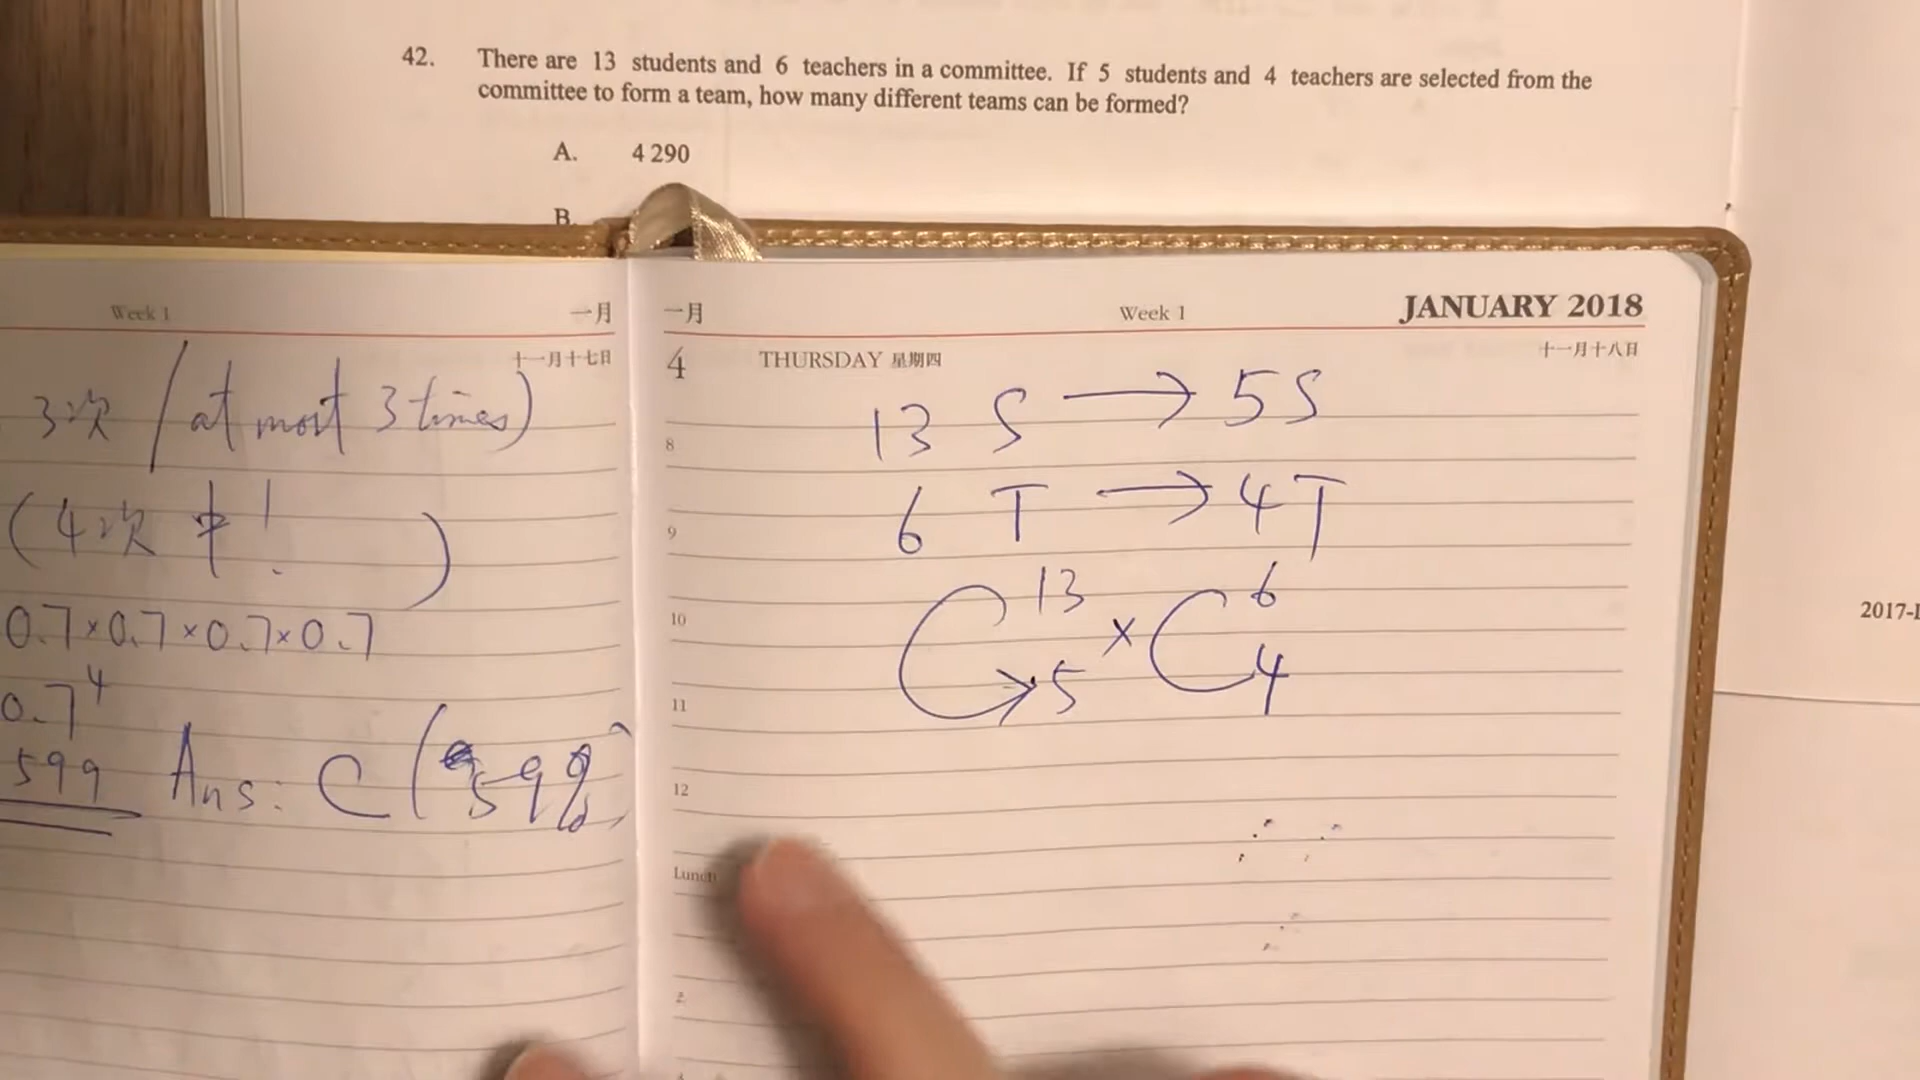 42. There are 13 students and 6 teachers in a committee. If 5 students and 4 teachers are selected from the
committee to form a team, how many different teams can be formed?
A. 4 290
B.
Week 1 一月
十一月十七日
3次 / (at most 3 times)
(4次中! )
0.7×0.7×0.7×0.7
0.7⁴
599 Ans: C
一月 Week 1 JANUARY 2018
4 THURSDAY 星期四 十一月十八日
13 S → 5S
8
6 T → 4T
9
C¹³₅ × C⁶₄
10
11
12
Lunch
2
2017-